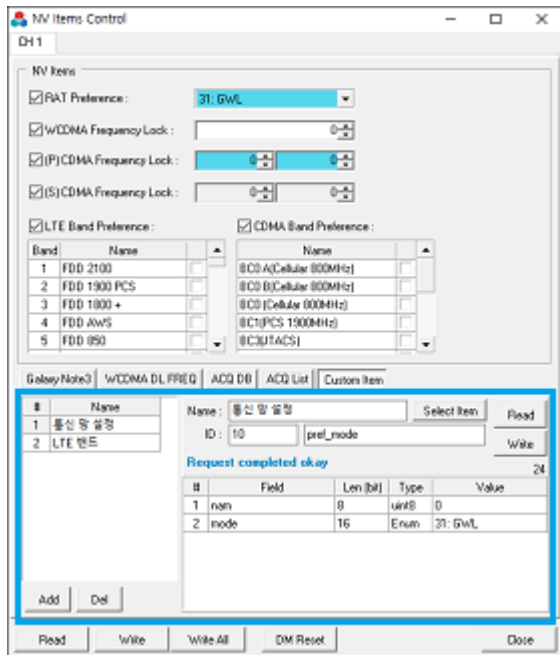 NV Items Control
CH 1
NV Items
RAT Preference :
31: GWL
WCDMA Frequency Lock :
0
(P)CDMA Frequency Lock :
0 0
(S)CDMA Frequency Lock :
0 0
LTE Band Preference :
CDMA Band Preference :
Band Name
Name
1 FDD 2100
BC0 A(Cellular 800MHz)
2 FDD 1900 PCS
BC0 B(Cellular 800MHz)
3 FDD 1800 +
BC0 (Cellular 800MHz)
4 FDD AWS
BC1(PCS 1900MHz)
5 FDD 850
BC3(JTACS)
Galaxy Note3 WCDMA DL FREQ ACQ DB ACQ List Custom Item
# Name
1 통신 망 설정
2 LTE 밴드
Name : 통신 망 설정 Select Item Read
ID : 10 pref_mode Write
Request completed okay 24
# Field Len (bit) Type Value
1 nam 8 uint8 0
2 mode 16 Enum 31: GWL
Add Del
Read Write Write All DM Reset Close